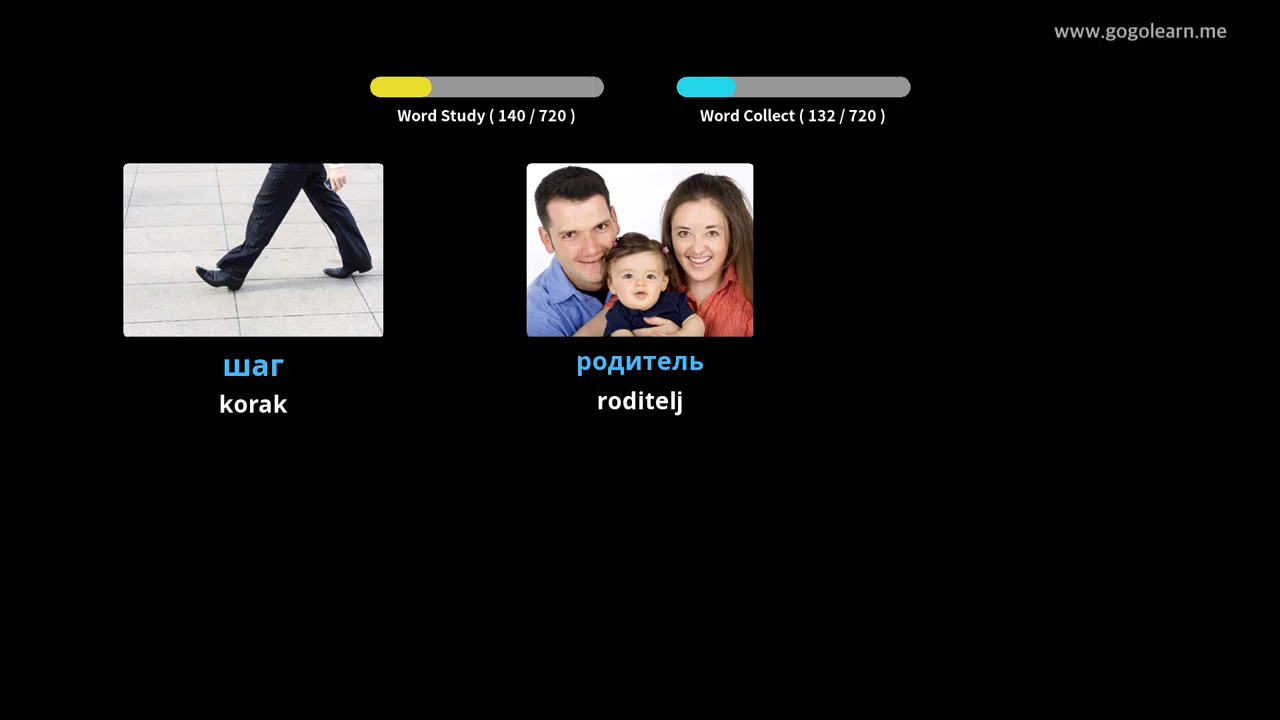 www.gogolearn.me
Word Study ( 140 / 720 )
Word Collect ( 132 / 720 )
шаг
korak
родитель
roditelj